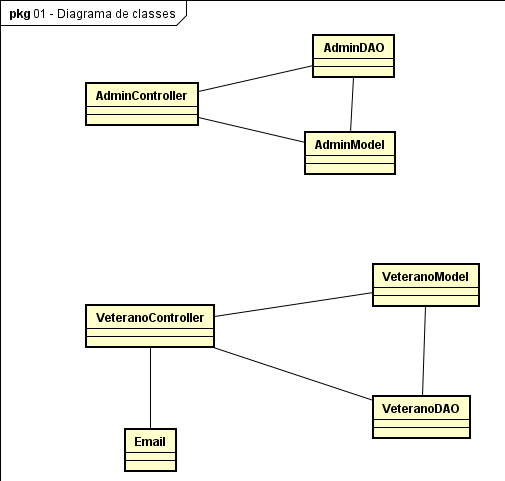 pkg 01 - Diagrama de classes
AdminDAO
AdminController
AdminModel
VeteranoModel
VeteranoController
VeteranoDAO
Email